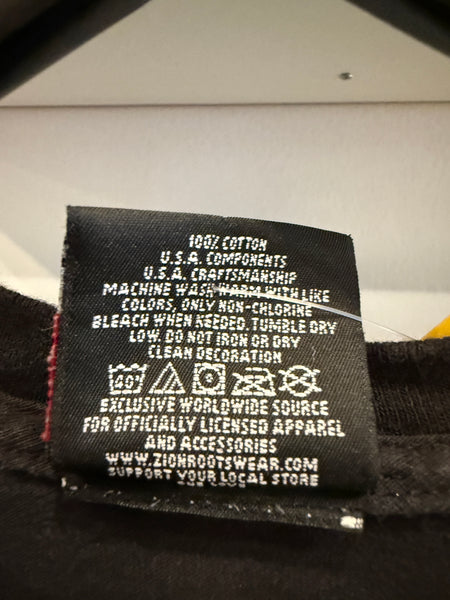 100% COTTON
U.S.A. COMPONENTS
U.S.A. CRAFTSMANSHIP
MACHINE WASH WARM WITH LIKE
COLORS, ONLY NON-CHLORINE
BLEACH WHEN NEEDED, TUMBLE DRY
LOW, DO NOT IRON OR DRY
CLEAN DECORATION
40°
EXCLUSIVE WORLDWIDE SOURCE
FOR OFFICIALLY LICENSED APPAREL
AND ACCESSORIES
WWW.ZIONROOTSWEAR.COM
SUPPORT YOUR LOCAL STORE